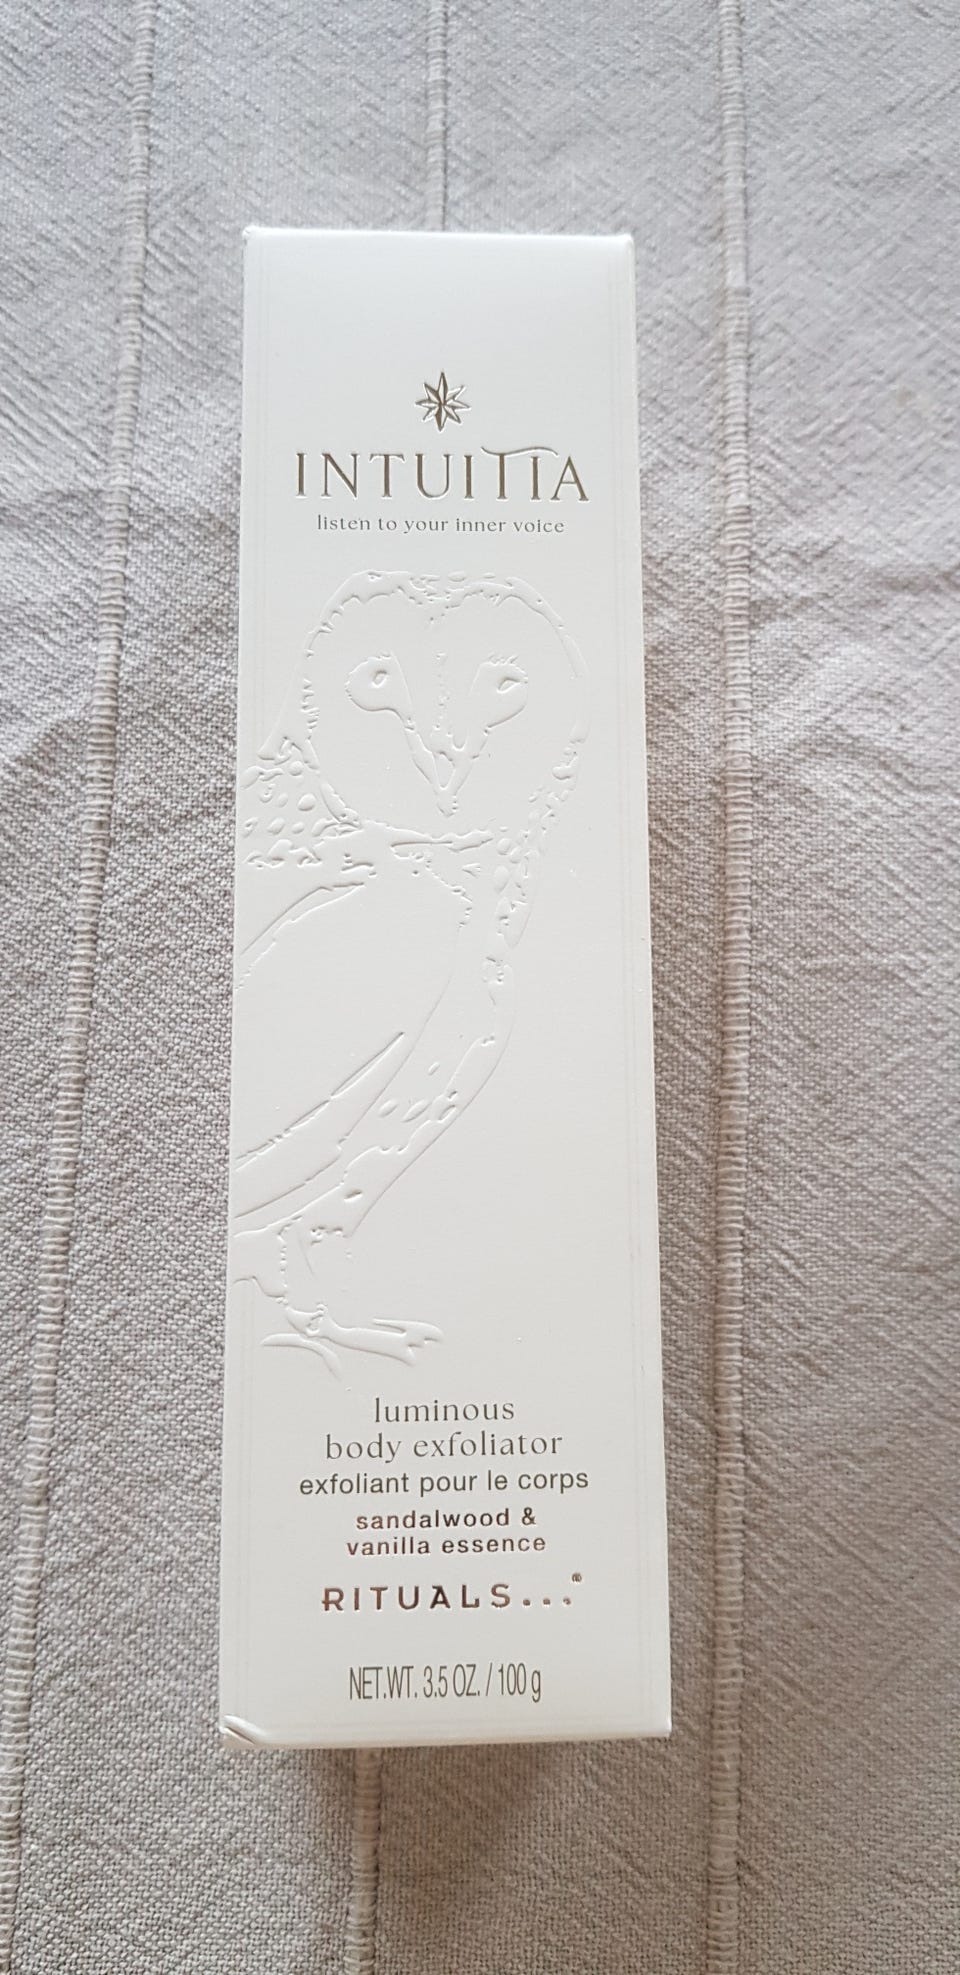 INTUITIA
listen to your inner voice
luminous
body exfoliator
exfoliant pour le corps
sandalwood &
vanilla essence
RITUALS...®
NET.WT. 3.5 OZ. / 100 g